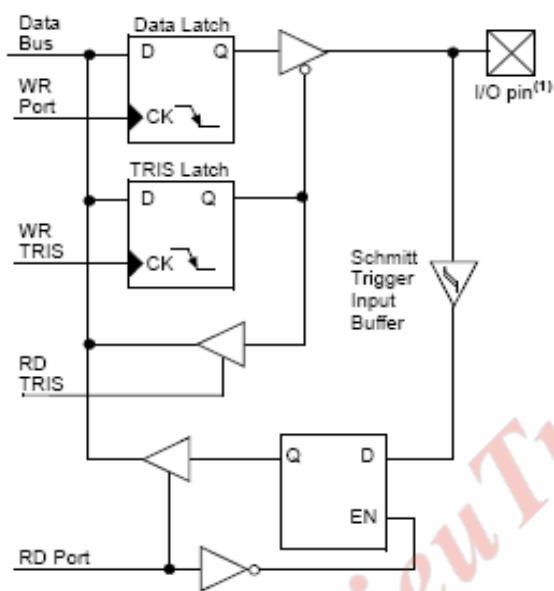 Data
Bus
Data Latch
D
Q
WR
Port
CK
I/O pin(1)
TRIS Latch
D
Q
WR
TRIS
CK
Schmitt
Trigger
Input
Buffer
RD
TRIS
Q
D
EN
RD Port